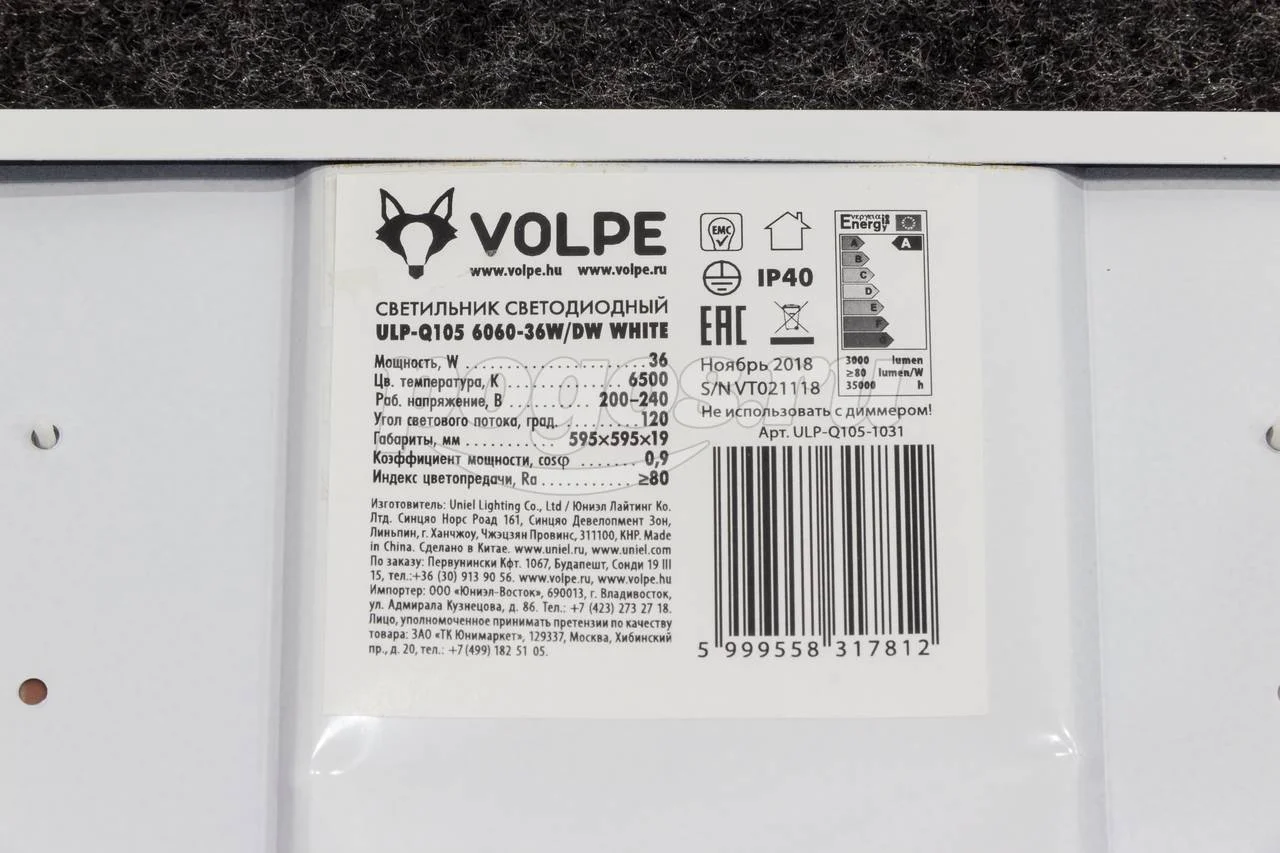 VOLPE
www.volpe.hu www.volpe.ru
СВЕТИЛЬНИК СВЕТОДИОДНЫЙ
ULP-Q105 6060-36W/DW WHITE
Мощность, W 36
Цв. температура, К 6500
Раб. напряжение, В 200–240
Угол светового потока, град. 120
Габариты, мм 595×595×19
Коэффициент мощности, cosφ 0,9
Индекс цветопередачи, Ra ≥80
Изготовитель: Uniel Lighting Co., Ltd / Юниэл Лайтинг Ко.
Лтд. Синцяо Норс Роад 161, Синцяо Девелопмент Зон,
Линьпин, г. Ханчжоу, Чжэцзян Провинс, 311100, КНР. Made
in China. Сделано в Китае. www.uniel.ru, www.uniel.com
По заказу: Первунински Кфт. 1067, Будапешт, Сонди 19 III
15, тел.:+36 (30) 913 90 56. www.volpe.ru, www.volpe.hu
Импортер: ООО «Юниэл-Восток», 690013, г. Владивосток,
ул. Адмирала Кузнецова, д. 86. Тел.: +7 (423) 273 27 18.
Лицо, уполномоченное принимать претензии по качеству
товара: ЗАО «ТК Юнимаркет», 129337, Москва, Хибинский
пр., д. 20, тел.: +7 (499) 182 51 05.
EMC
IP40
EAC
Ноябрь 2018
S/N VT021118
Не использовать с диммером!
Арт. ULP-Q105-1031
Energy
A
A
B
C
D
E
F
G
3000 lumen
≥80 lumen/W
35000 h
5 999558 317812
pogos.ru